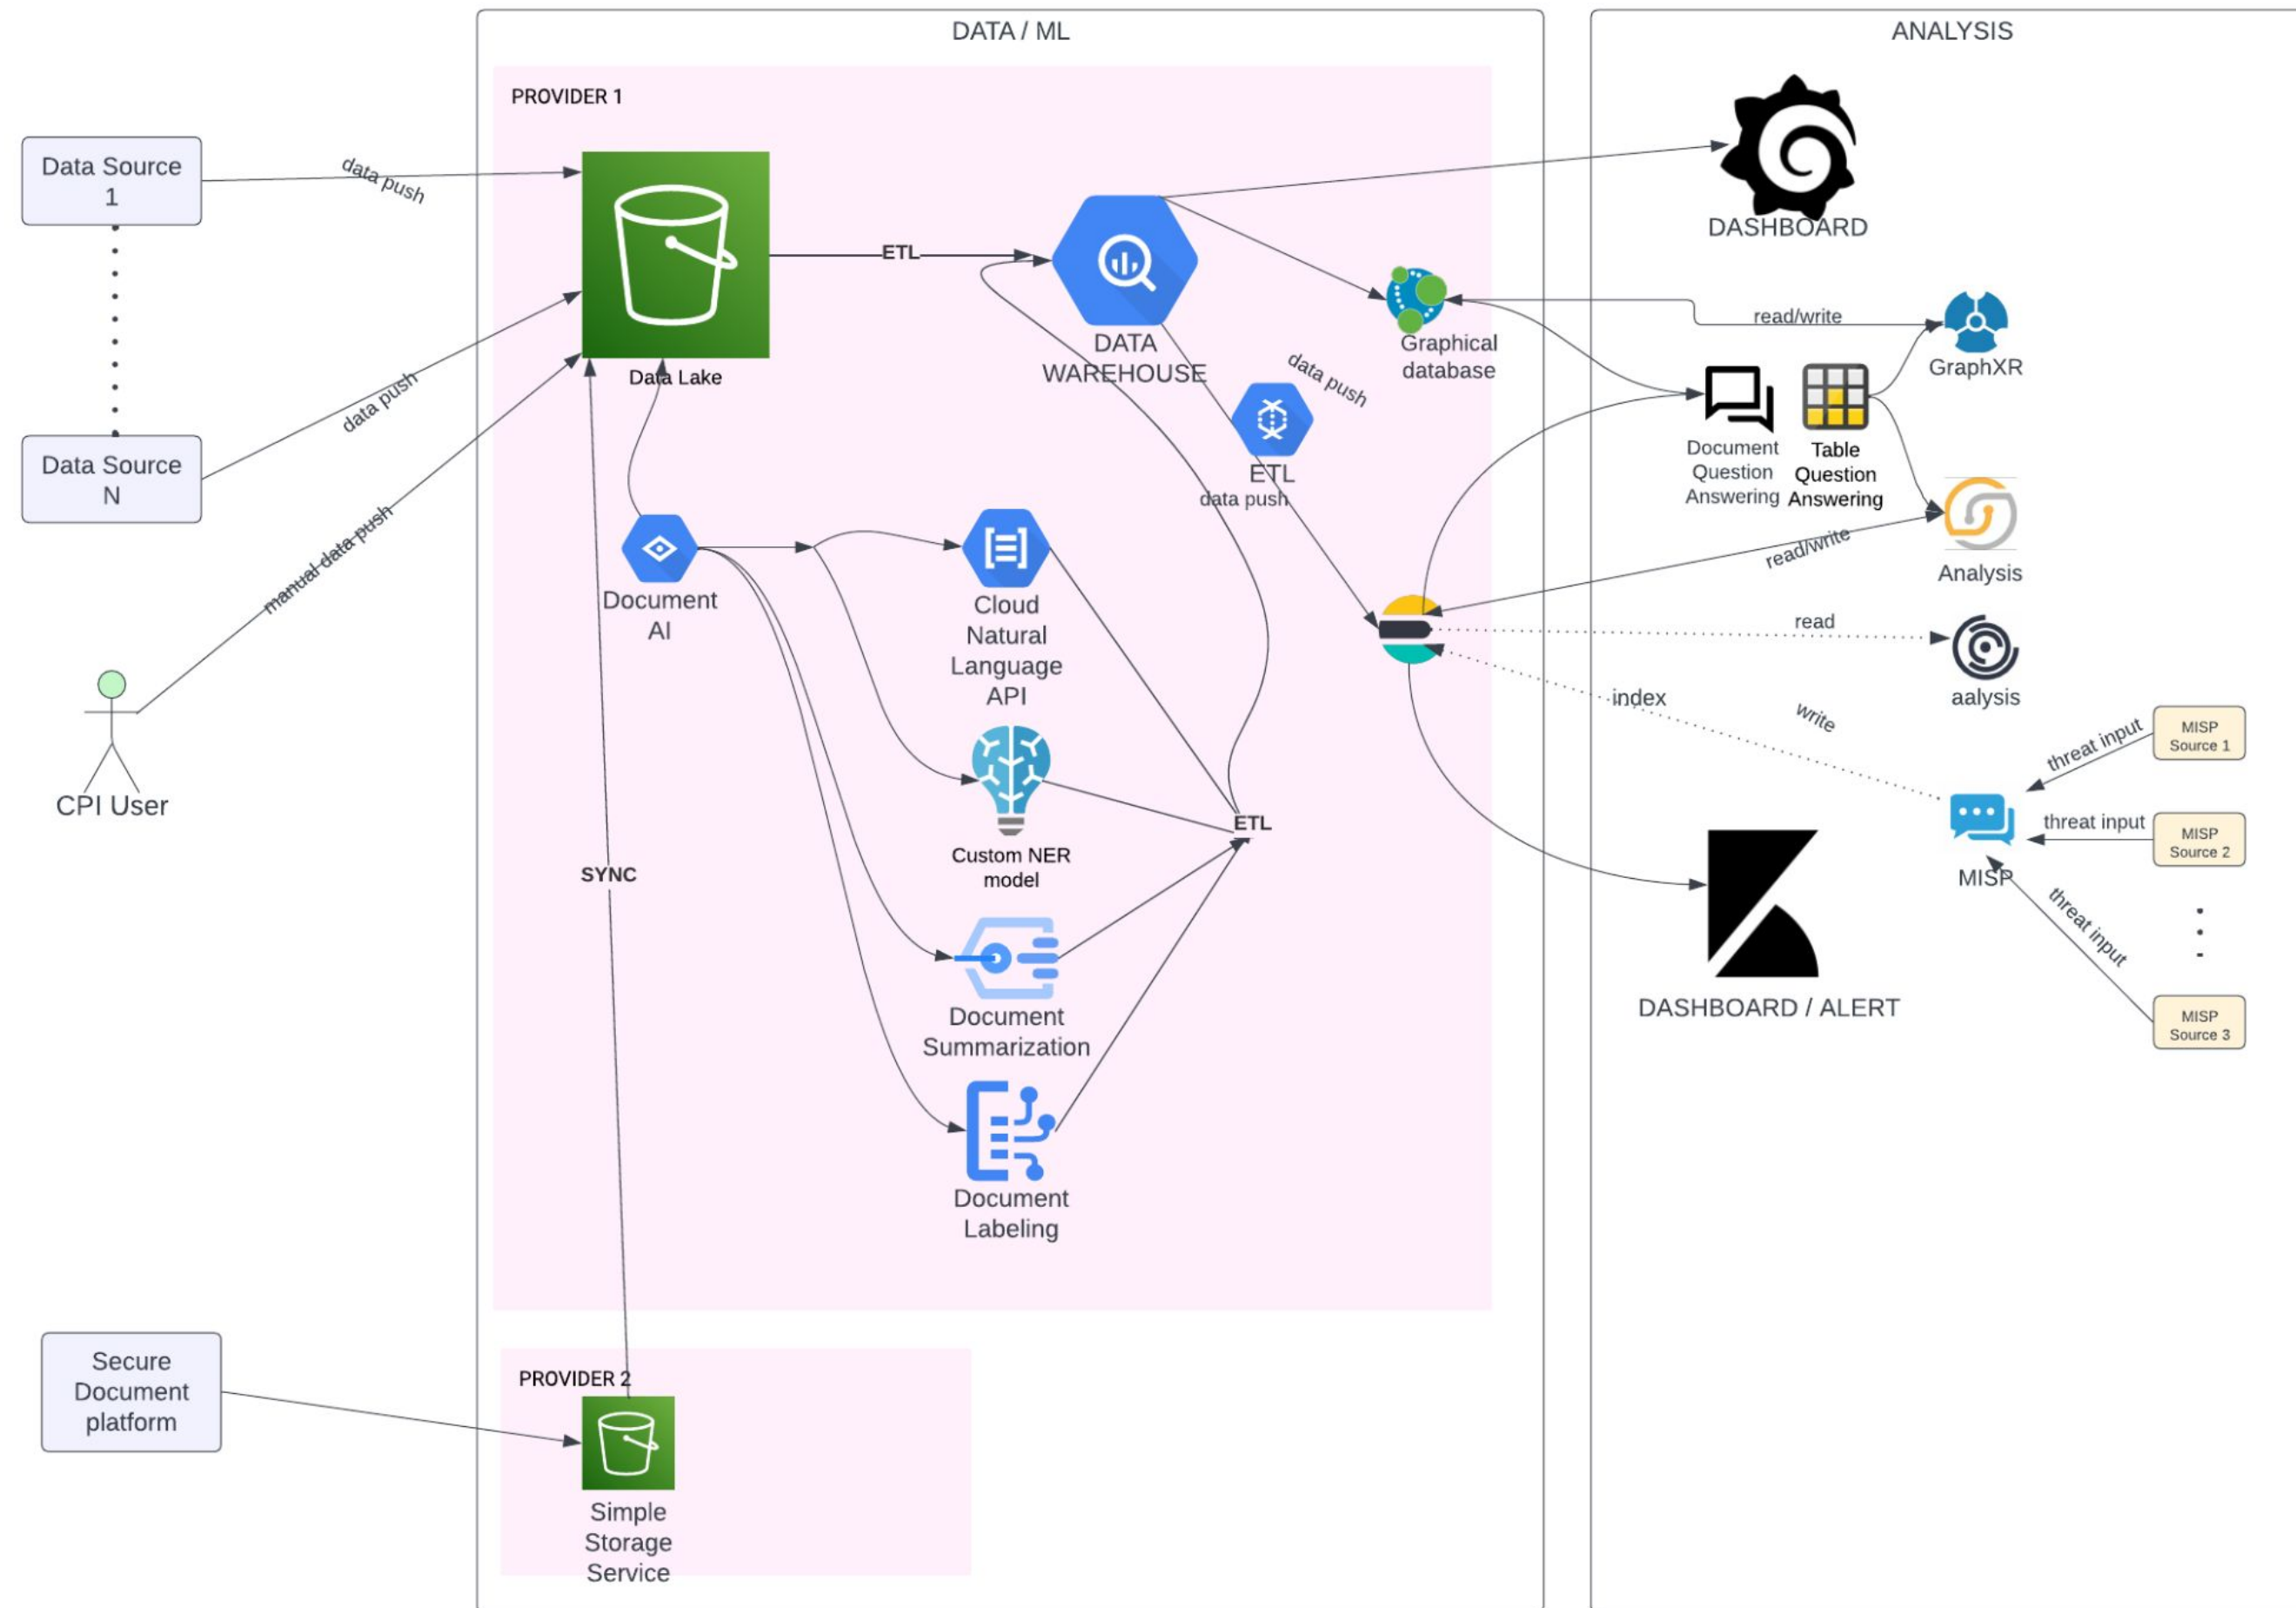 DATA / ML
ANALYSIS
PROVIDER 1
Data Source
1
data push
Data Lake
ETL
DATA
WAREHOUSE
DASHBOARD
Graphical
database
read/write
GraphXR
data push
ETL
data push
Document
Question
Answering
Table
Question
Answering
Data Source
N
data push
manual data push
read/write
Analysis
Document
AI
Cloud
Natural
Language
API
read
aalysis
index
write
CPI User
MISP
Source 1
threat input
MISP
Source 2
threat input
MISP
threat input
MISP
Source 3
ETL
Custom NER
model
SYNC
DASHBOARD / ALERT
Document
Summarization
Document
Labeling
Secure
Document
platform
PROVIDER 2
Simple
Storage
Service